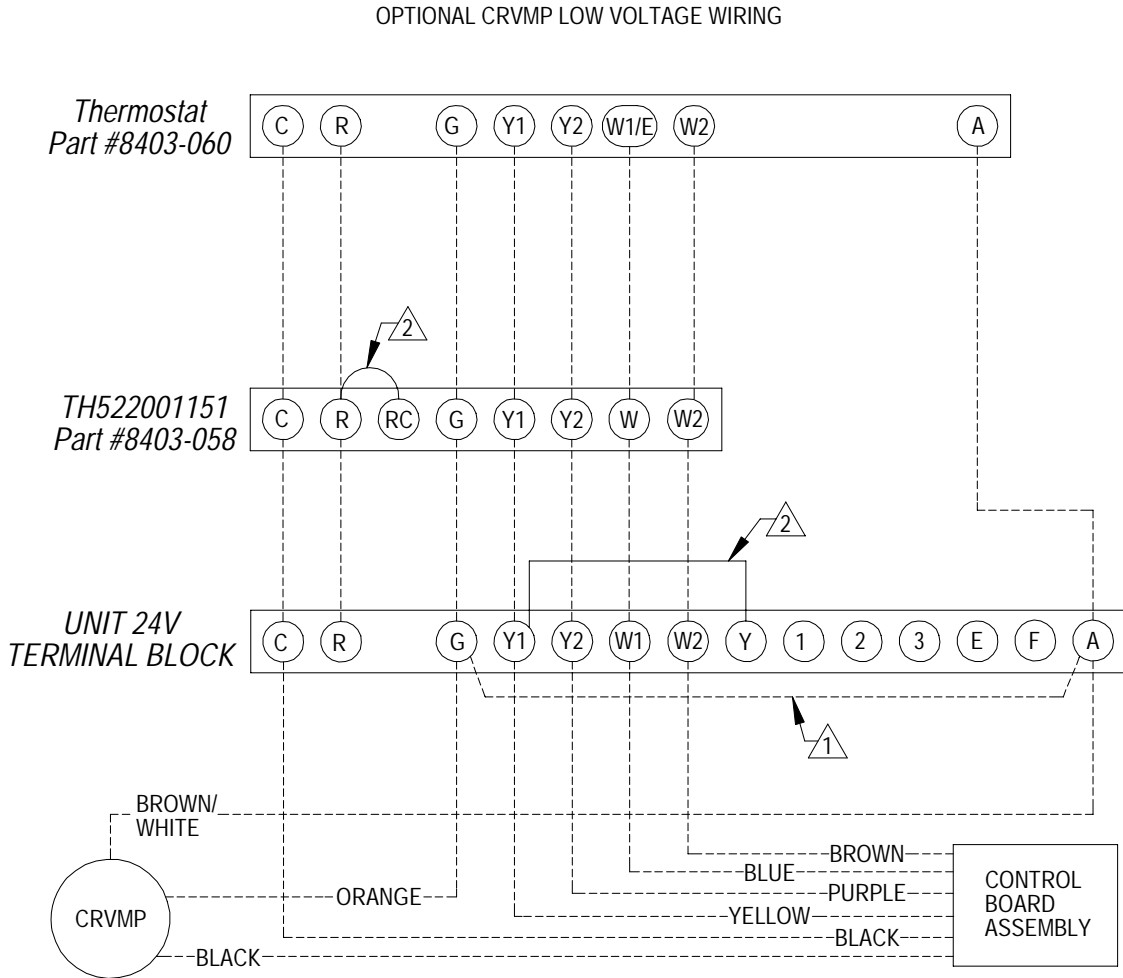 OPTIONAL CRVMP LOW VOLTAGE WIRING
Thermostat
Part #8403-060
C R G Y1 Y2 W1/E W2 A
2
TH522001151
Part #8403-058
C R RC G Y1 Y2 W W2
2
UNIT 24V
TERMINAL BLOCK
C R G Y1 Y2 W1 W2 Y 1 2 3 E F A
1
BROWN/
WHITE
BROWN
BLUE
ORANGE
PURPLE
YELLOW
BLACK
BLACK
CRVMP
CONTROL
BOARD
ASSEMBLY